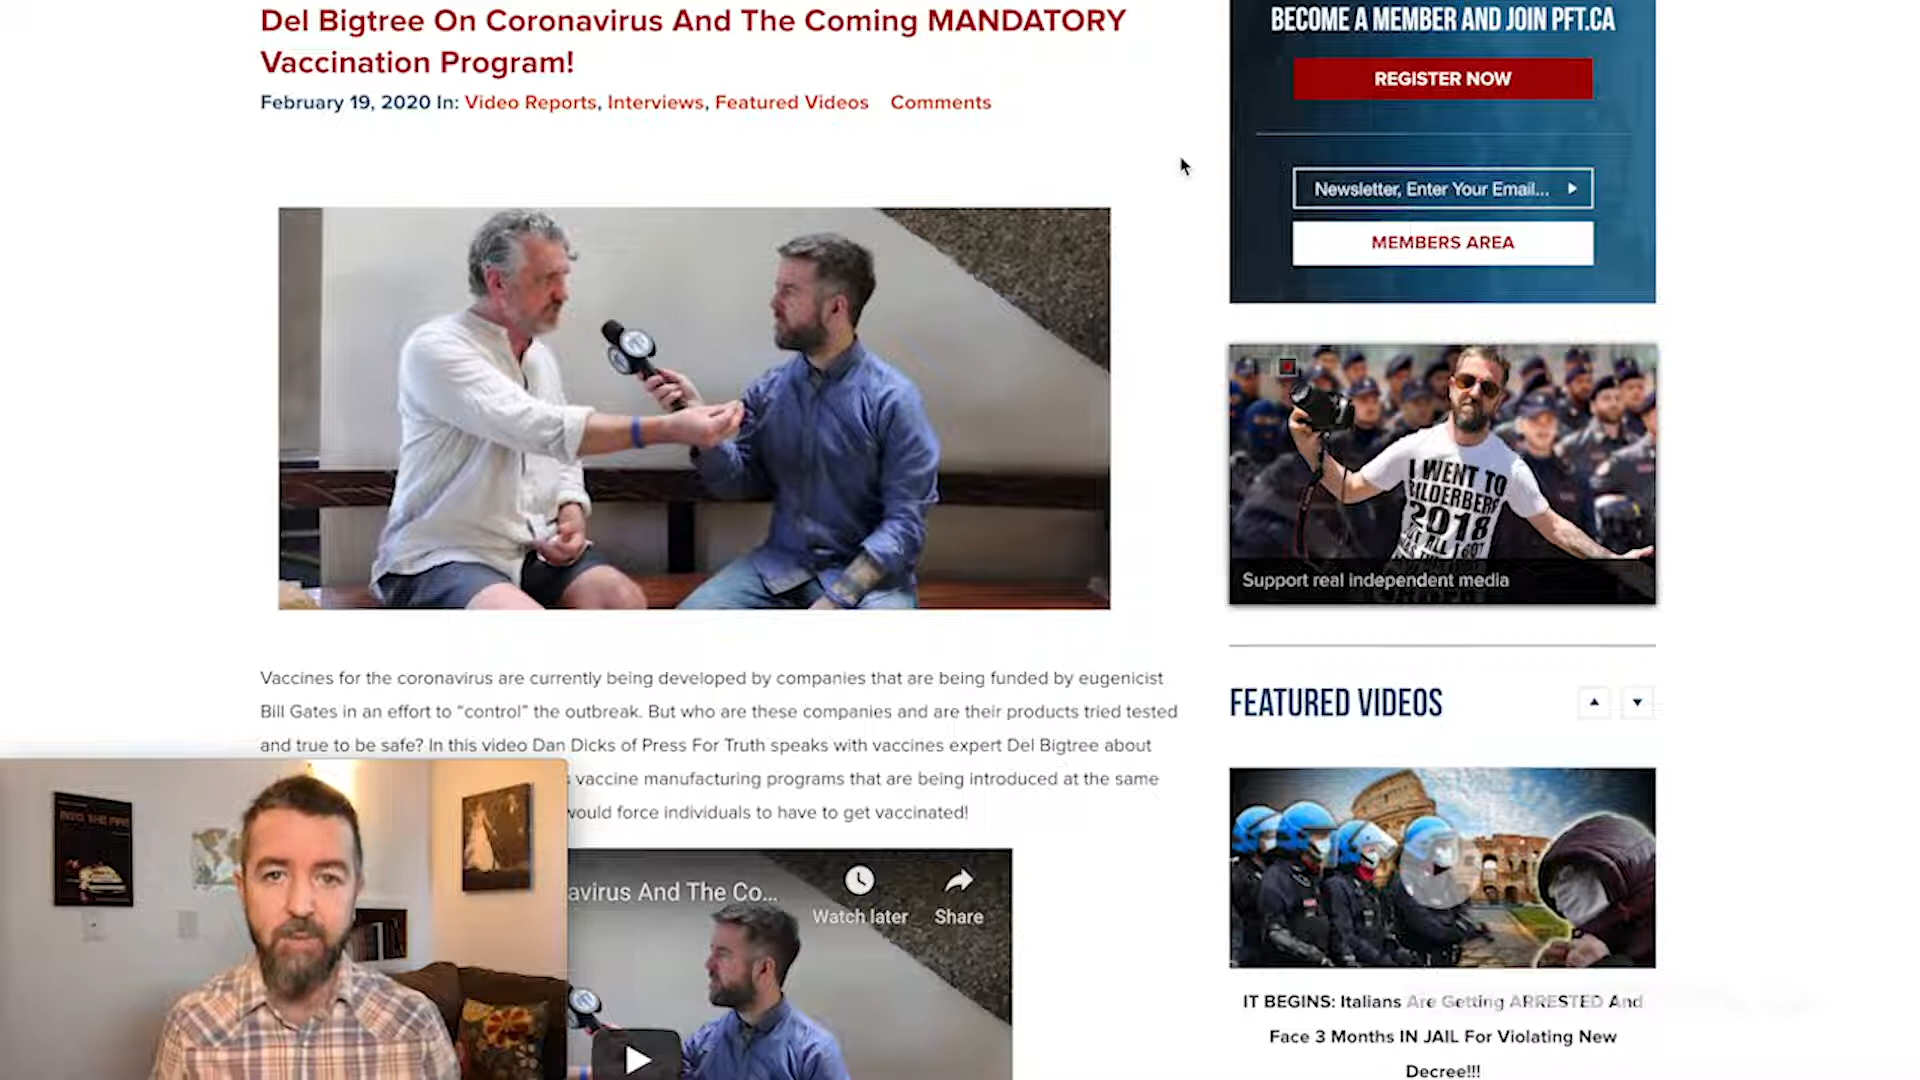 Del Bigtree On Coronavirus And The Coming MANDATORY
Vaccination Program!
February 19, 2020 In: Video Reports, Interviews, Featured Videos Comments
Vaccines for the coronavirus are currently being developed by companies that are being funded by eugenicist
Bill Gates in an effort to “control” the outbreak. But who are these companies and are their products tried tested
and true to be safe? In this video Dan Dicks of Press For Truth speaks with vaccines expert Del Bigtree about
vaccine manufacturing programs that are being introduced at the same
would force individuals to have to get vaccinated!
avirus And The Co...
Watch later Share
BECOME A MEMBER AND JOIN PFT.CA
REGISTER NOW
Newsletter, Enter Your Email...
MEMBERS AREA
I WENT TO
BILDERBERG
2018
Support real independent media
FEATURED VIDEOS
IT BEGINS: Italians Are Getting ARRESTED And
Face 3 Months IN JAIL For Violating New
Decree!!!